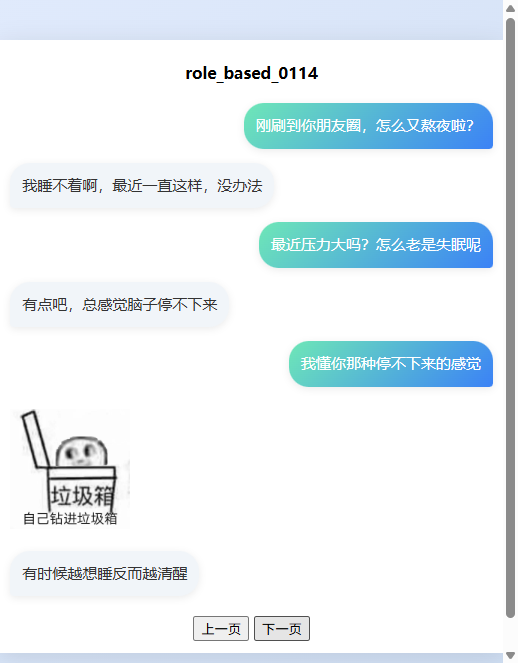 role_based_0114
刚刷到你朋友圈，怎么又熬夜啦？
我睡不着啊，最近一直这样，没办法
最近压力大吗？怎么老是失眠呢
有点吧，总感觉脑子停不下来
我懂你那种停不下来的感觉
垃圾箱
自己钻进垃圾箱
有时候越想睡反而越清醒
上一页 下一页